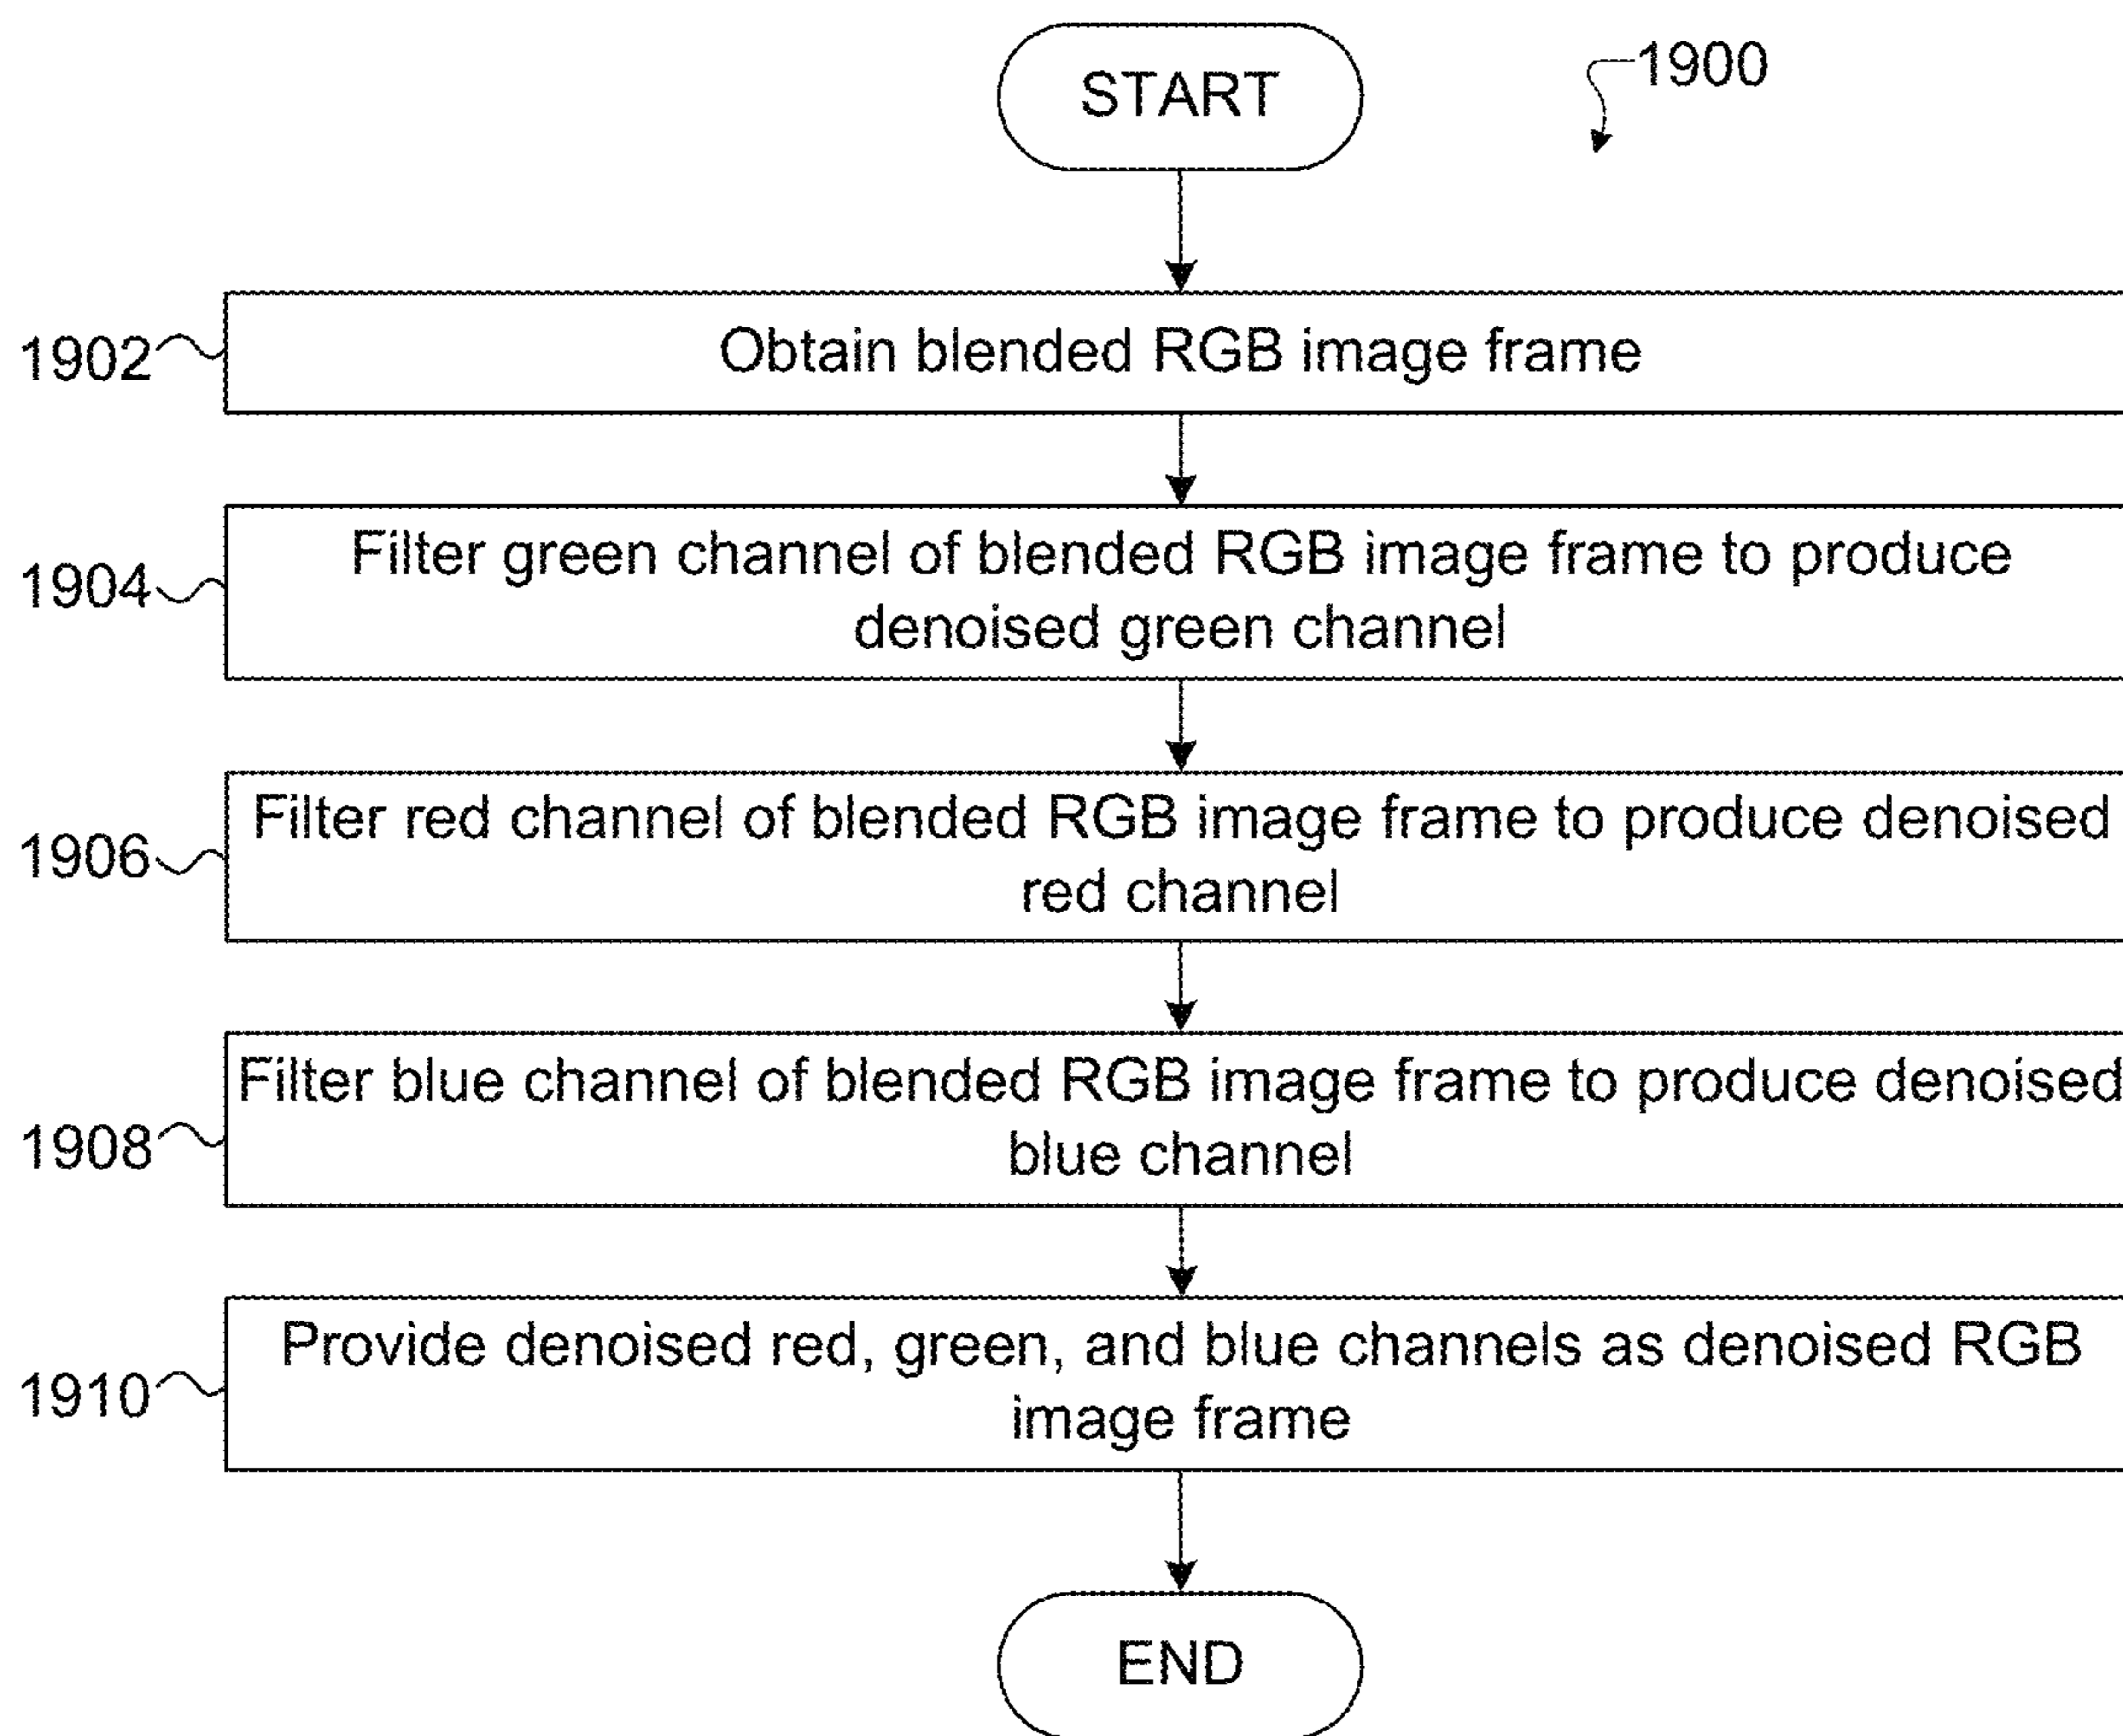 START
1900
1902
Obtain blended RGB image frame
1904
Filter green channel of blended RGB image frame to produce
denoised green channel
1906
Filter red channel of blended RGB image frame to produce denoised
red channel
1908
Filter blue channel of blended RGB image frame to produce denoised
blue channel
1910
Provide denoised red, green, and blue channels as denoised RGB
image frame
END